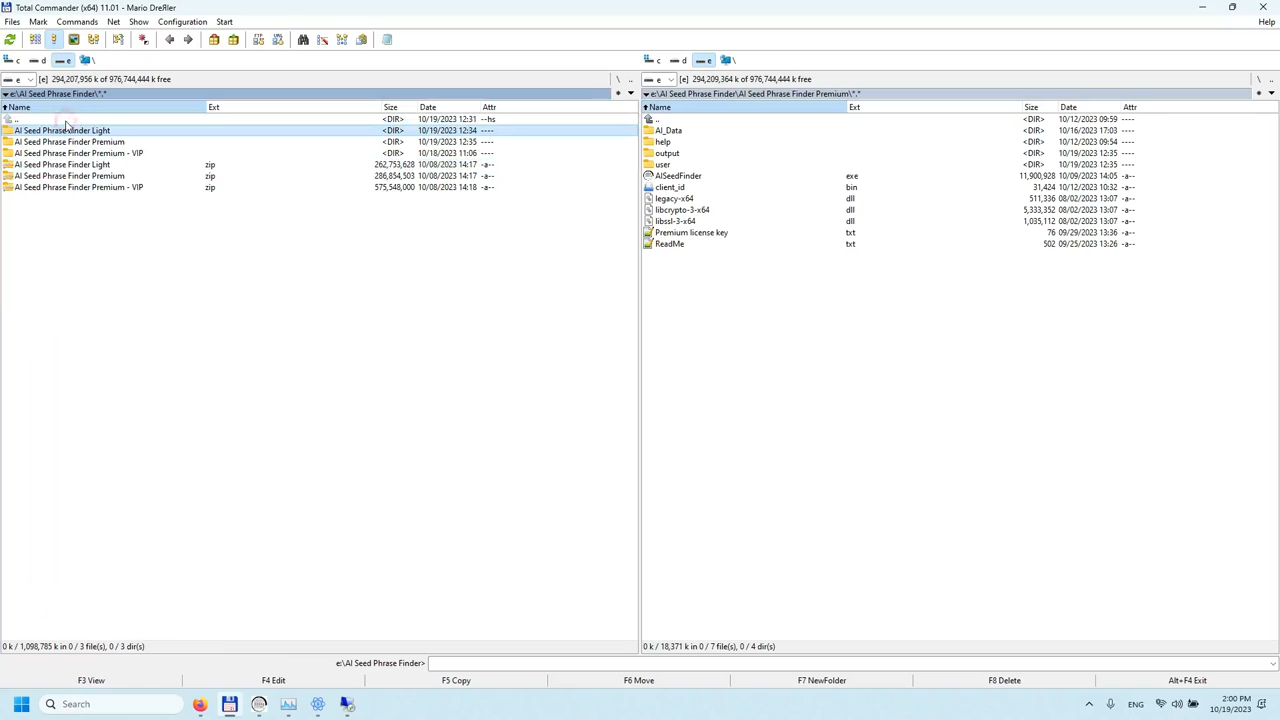 Total Commander (x64) 11.01 - Mario Dreßler
Files Mark Commands Net Show Configuration Start Help
c d e \ c d e \
e [e] 294,207,956 k of 976,744,444 k free \ .. e [e] 294,209,364 k of 976,744,444 k free \ ..
e:\AI Seed Phrase Finder\*.* * e:\AI Seed Phrase Finder\AI Seed Phrase Finder Premium\*.* *
Name Ext Size Date Attr Name Ext Size Date Attr
.. <DIR> 10/19/2023 12:31 --hs .. <DIR> 10/12/2023 09:59 ----
AI Seed Phrase Finder Light <DIR> 10/19/2023 12:34 ---- AI_Data <DIR> 10/16/2023 17:03 ----
AI Seed Phrase Finder Premium <DIR> 10/19/2023 12:35 ---- help <DIR> 10/19/2023 09:54 ----
AI Seed Phrase Finder Premium - VIP <DIR> 10/18/2023 11:06 ---- output <DIR> 10/19/2023 12:35 ----
AI Seed Phrase Finder Light zip 262,753,628 10/08/2023 14:17 -a-- user <DIR> 10/19/2023 12:35 ----
AI Seed Phrase Finder Premium zip 286,854,503 10/08/2023 14:17 -a-- AISeedFinder exe 11,900,928 10/09/2023 14:05 -a--
AI Seed Phrase Finder Premium - VIP zip 575,548,000 10/08/2023 14:18 -a-- client_id bin 31,424 10/12/2023 10:32 -a--
legacy-x64 dll 511,336 08/02/2023 13:07 -a--
libcrypto-3-x64 dll 5,333,352 08/02/2023 13:07 -a--
libssl-3-x64 dll 1,035,112 08/02/2023 13:07 -a--
Premium license key txt 76 09/29/2023 13:36 -a--
ReadMe txt 502 09/25/2023 13:26 -a--
0 k / 1,098,785 k in 0 / 3 file(s), 0 / 3 dir(s) 0 k / 18,371 k in 0 / 7 file(s), 0 / 4 dir(s)
e:\AI Seed Phrase Finder>
F3 View F4 Edit F5 Copy F6 Move F7 NewFolder F8 Delete Alt+F4 Exit
Search ENG 2:00 PM
10/19/2023